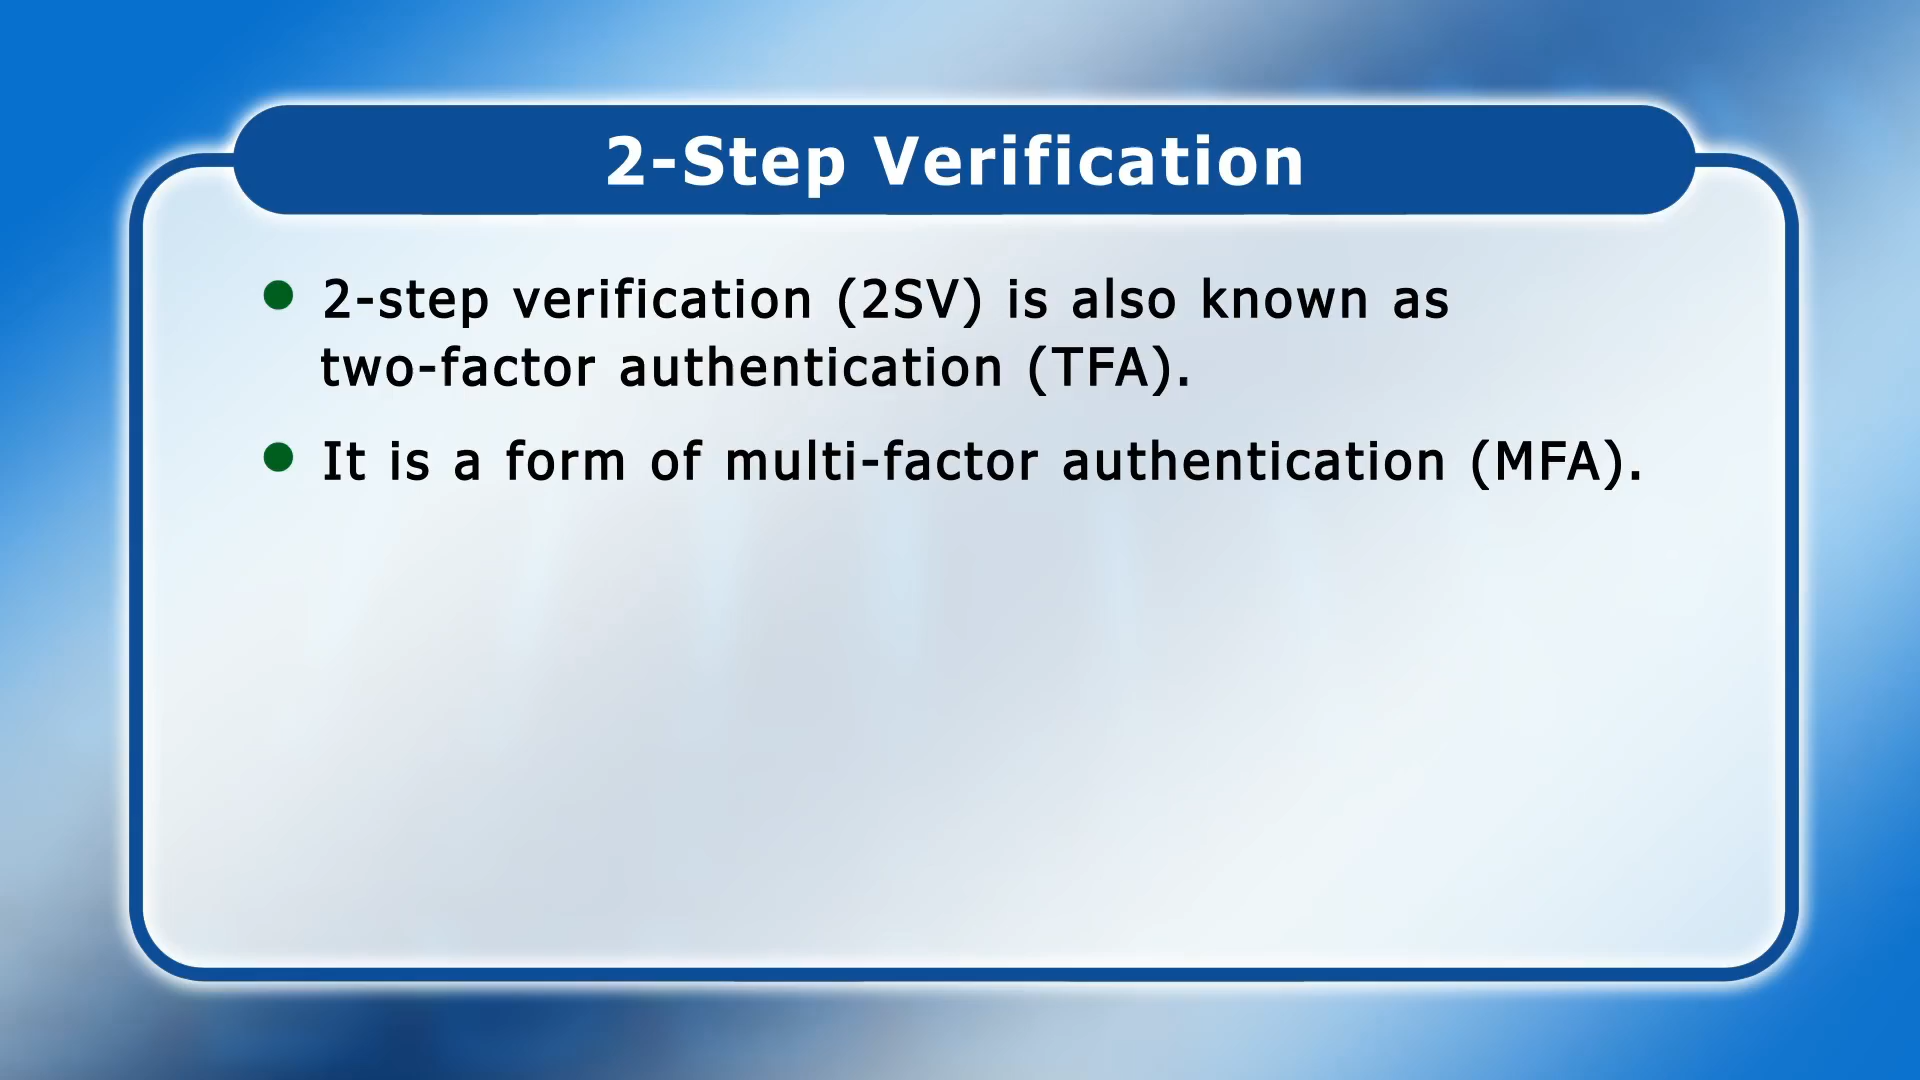 2-Step Verification
2-step verification (2SV) is also known as
two-factor authentication (TFA).
It is a form of multi-factor authentication (MFA).